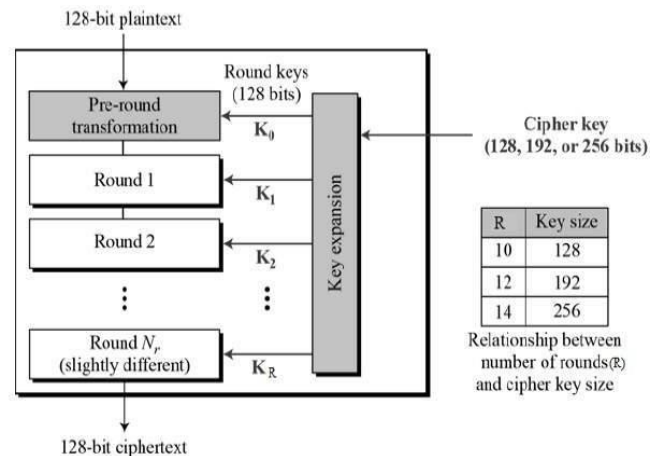 128-bit plaintext
Round keys
(128 bits)
Pre-round
transformation
K0
Cipher key
(128, 192, or 256 bits)
Round 1
K1
Key expansion
Round 2
K2
R Key size
10 128
12 192
14 256
Relationship between
number of rounds(R)
and cipher key size
Round Nr
(slightly different)
KR
128-bit ciphertext